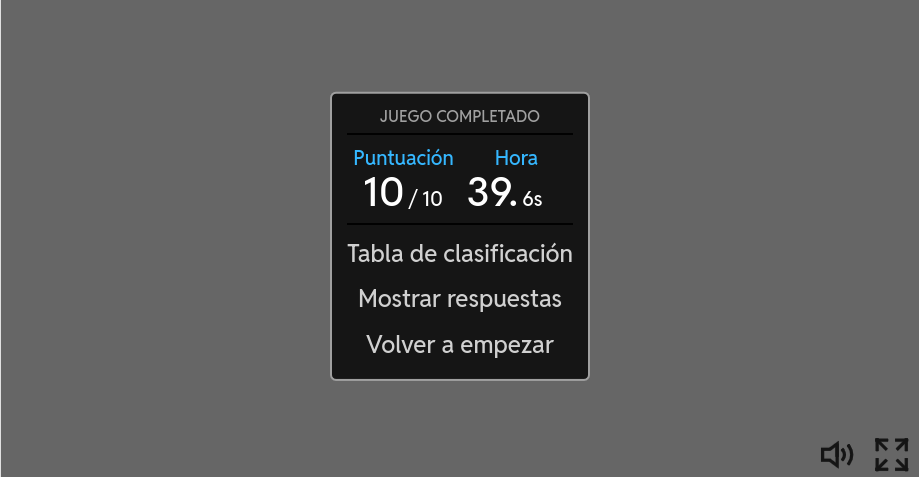 JUEGO COMPLETADO
Puntuación Hora
10 / 10 39. 6s
Tabla de clasificación
Mostrar respuestas
Volver a empezar